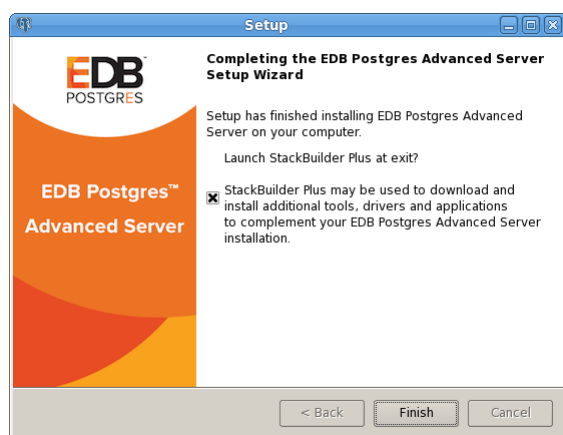 Setup
EDB
POSTGRES
EDB Postgres™
Advanced Server
Completing the EDB Postgres Advanced Server
Setup Wizard
Setup has finished installing EDB Postgres Advanced
Server on your computer.
Launch StackBuilder Plus at exit?
StackBuilder Plus may be used to download and
install additional tools, drivers and applications
to complement your EDB Postgres Advanced Server
installation.
< Back
Finish
Cancel